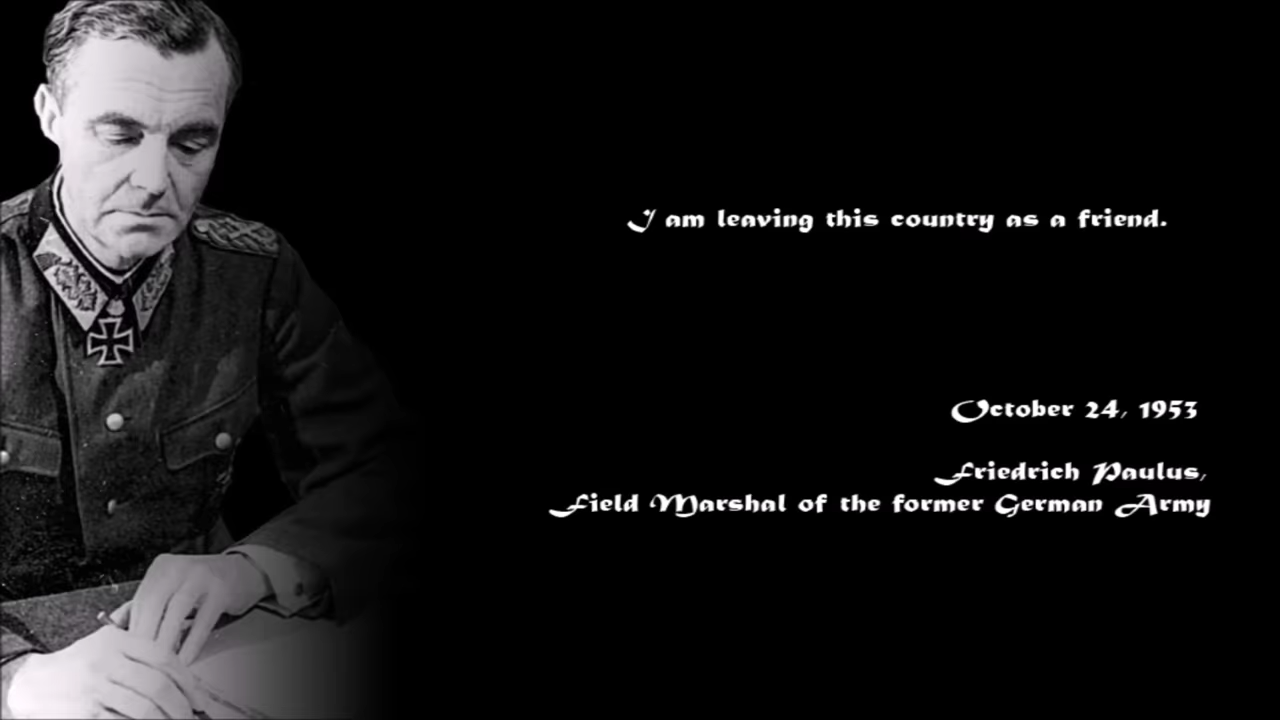 I am leaving this country as a friend.
October 24, 1953
Friedrich Paulus,
Field Marshal of the former German Army